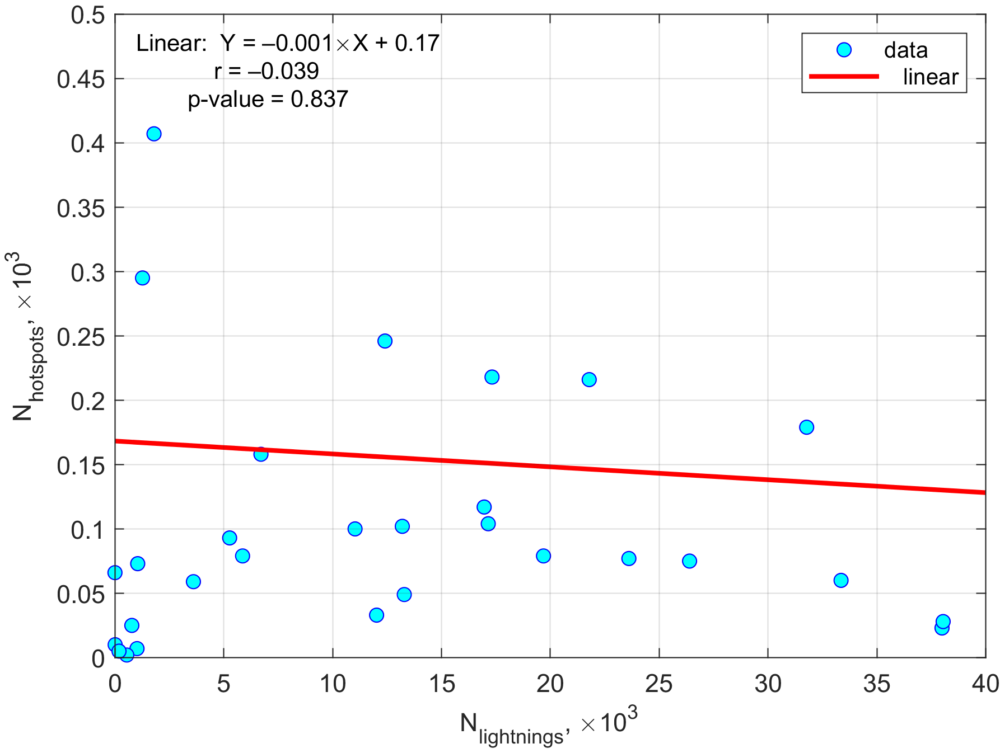 Linear: Y = –0.001×X + 0.17
r = –0.039
p-value = 0.837
data
linear
0.5
0.45
0.4
0.35
0.3
0.25
0.2
0.15
0.1
0.05
0
N_hotspots, ×10^3
0 5 10 15 20 25 30 35 40
N_lightnings, ×10^3